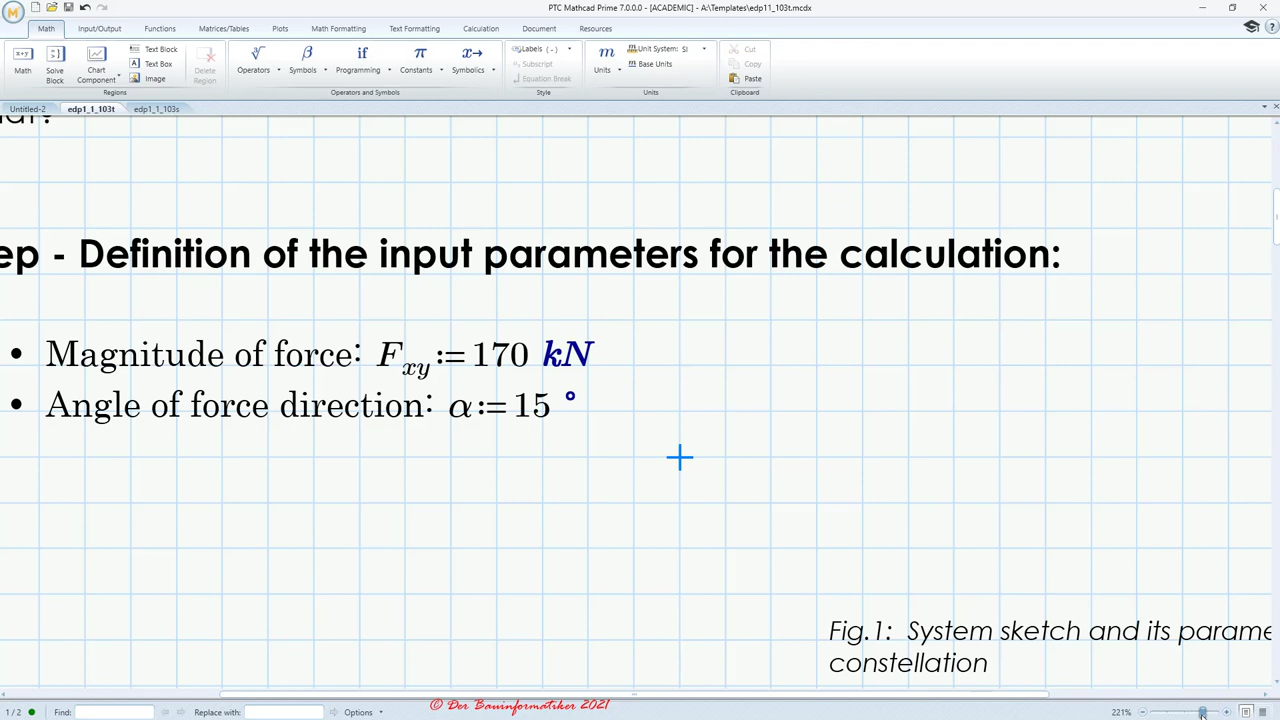 PTC Mathcad Prime 7.0.0.0 - [ACADEMIC] - A:\Templates\edp11_103t.mcdx
Math Input/Output Functions Matrices/Tables Plots Math Formatting Text Formatting Calculation Document Resources
Math
Solve Block
Chart Component
Text Block
Text Box
Image
Delete Region
Regions
Operators
Symbols
Programming
Constants
Symbolics
Operators and Symbols
Labels ( - )
Subscript
Equation Break
Style
Units
Unit System: SI
Base Units
Units
Cut
Copy
Paste
Clipboard
Untitled-2 edp1_1_103t edp1_1_103s
ep - Definition of the input parameters for the calculation:
• Magnitude of force: Fxy := 170 kN
• Angle of force direction: α := 15 °
Fig.1: System sketch and its parame
constellation
© Der Bauinformatiker 2021
1 / 2 Find: Replace with: Options 221%